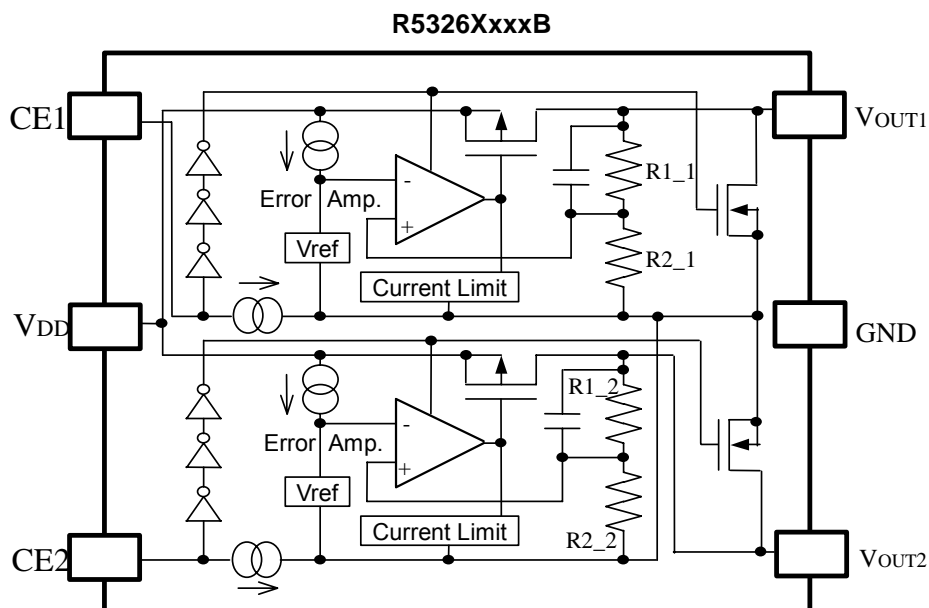 R5326XxxxB
CE1
VOUT1
R1_1
-
Error Amp.
+
Vref
R2_1
Current Limit
VDD
GND
R1_2
-
Error Amp.
+
Vref
Current Limit
R2_2
CE2
VOUT2